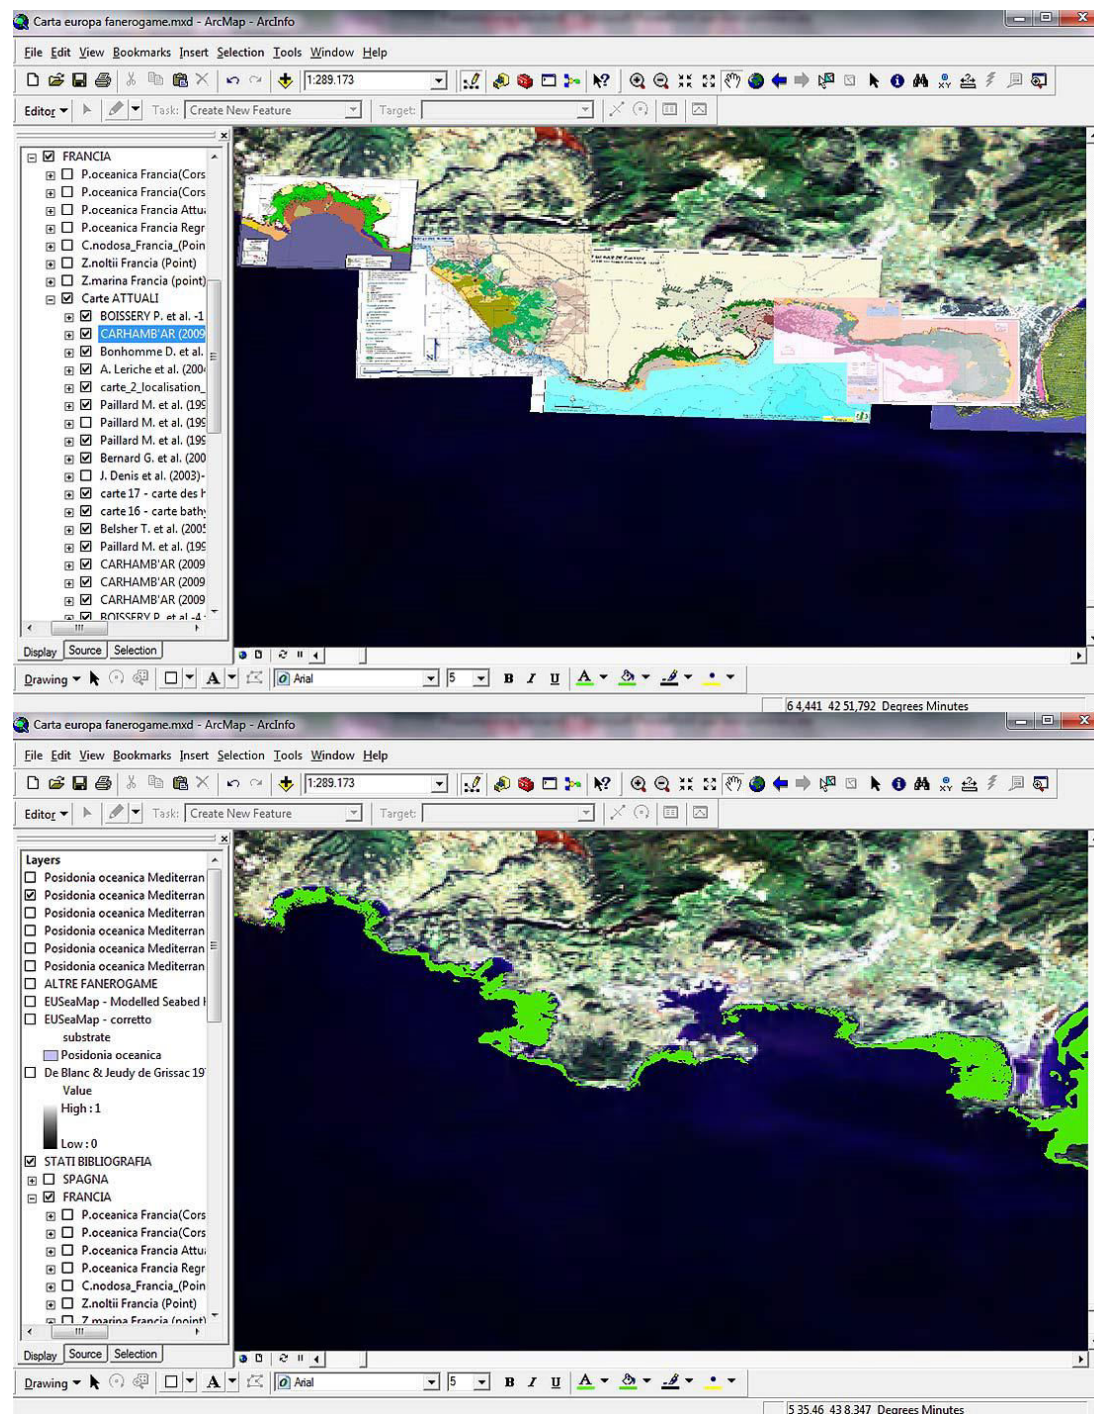 Carta europa fanerogame.mxd - ArcMap - ArcInfo
File Edit View Bookmarks Insert Selection Tools Window Help
1:289.173
Editor Task: Create New Feature Target:
FRANCIA
P.oceanica Francia(Cors
P.oceanica Francia(Cors
P.oceanica Francia Attu
P.oceanica Francia Regr
C.nodosa_Francia_(Poin
Z.noltii Francia (Point)
Z.marina Francia (point)
Carte ATTUALI
BOISSERY P. et al. -1
CARHAMB'AR (2009
Bonhomme D. et al.
A. Leriche et al. (200
carte_2_localisation_
Paillard M. et al. (199
Paillard M. et al. (199
Paillard M. et al. (199
Bernard G. et al. (200
J. Denis et al. (2003)-
carte 17 - carte des h
carte 16 - carte bathy
Belsher T. et al. (2005
Paillard M. et al. (199
CARHAMB'AR (2009
CARHAMB'AR (2009
CARHAMB'AR (2009
BOISSERY P. et al -4
Display Source Selection
Drawing A Arial 5 B I U A
6 4,441 42 51,792 Degrees Minutes
Carta europa fanerogame.mxd - ArcMap - ArcInfo
File Edit View Bookmarks Insert Selection Tools Window Help
1:289.173
Editor Task: Create New Feature Target:
Layers
Posidonia oceanica Mediterran
Posidonia oceanica Mediterran
Posidonia oceanica Mediterran
Posidonia oceanica Mediterran
Posidonia oceanica Mediterran
Posidonia oceanica Mediterran
ALTRE FANEROGAME
EUSeaMap - Modelled Seabed H
EUSeaMap - corretto
substrate
Posidonia oceanica
De Blanc & Jeudy de Grissac 19
Value
High : 1
Low : 0
STATI BIBLIOGRAFIA
SPAGNA
FRANCIA
P.oceanica Francia(Cors
P.oceanica Francia(Cors
P.oceanica Francia Attu
P.oceanica Francia Regr
C.nodosa_Francia_(Poin
Z.noltii Francia (Point)
Z.marina Francia (point)
Display Source Selection
Drawing A Arial 5 B I U A
5 35,46 43 8,347 Degrees Minutes